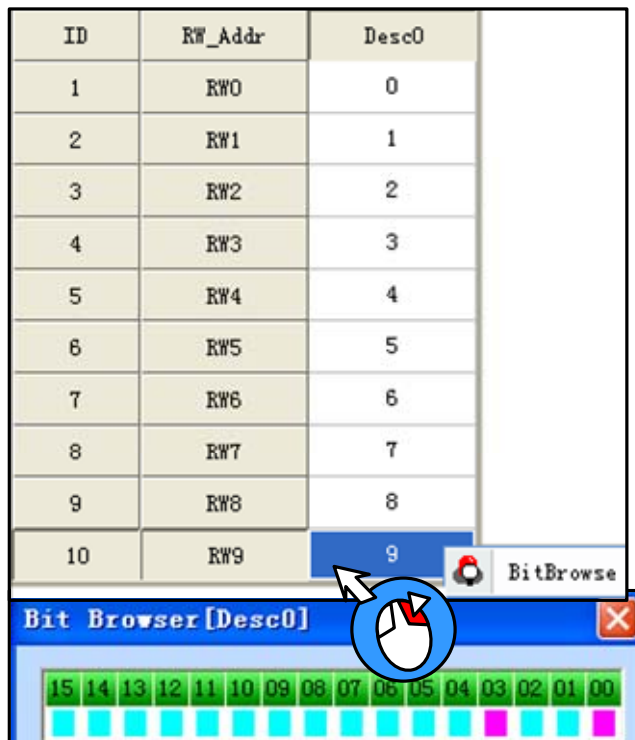 ID RW_Addr Desc0
1 RW0 0
2 RW1 1
3 RW2 2
4 RW3 3
5 RW4 4
6 RW5 5
7 RW6 6
8 RW7 7
9 RW8 8
10 RW9 9
BitBrowse
Bit Browser[Desc0]
15 14 13 12 11 10 09 08 07 06 05 04 03 02 01 00